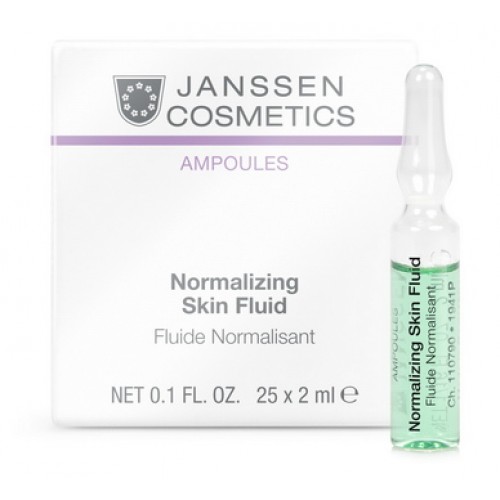 JANSSEN
COSMETICS
AMPOULES
Normalizing
Skin Fluid
Fluide Normalisant
NET 0.1 FL. OZ. 25 x 2 ml ℮
AMPOULES
Normalizing Skin Fluid
Fluide Normalisant
Ch. 110790 • 1941P